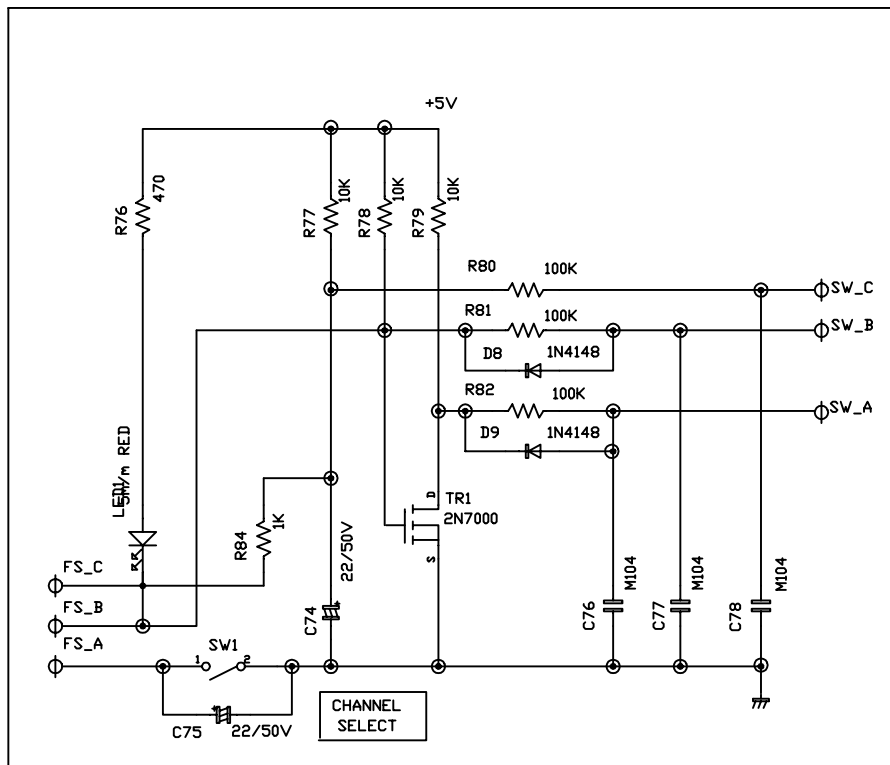 +5V
R76 470
R77 10K
R78 10K
R79 10K
R80 100K
SW_C
R81 100K
SW_B
D8 1N4148
R82 100K
SW_A
D9 1N4148
LED1
5m/m RED
R84 1K
22/50V
D
TR1
2N7000
S
FS_C
FS_B
FS_A
C74
C76 M104
C77 M104
C78 M104
SW1
1 2
C75 22/50V
CHANNEL
SELECT